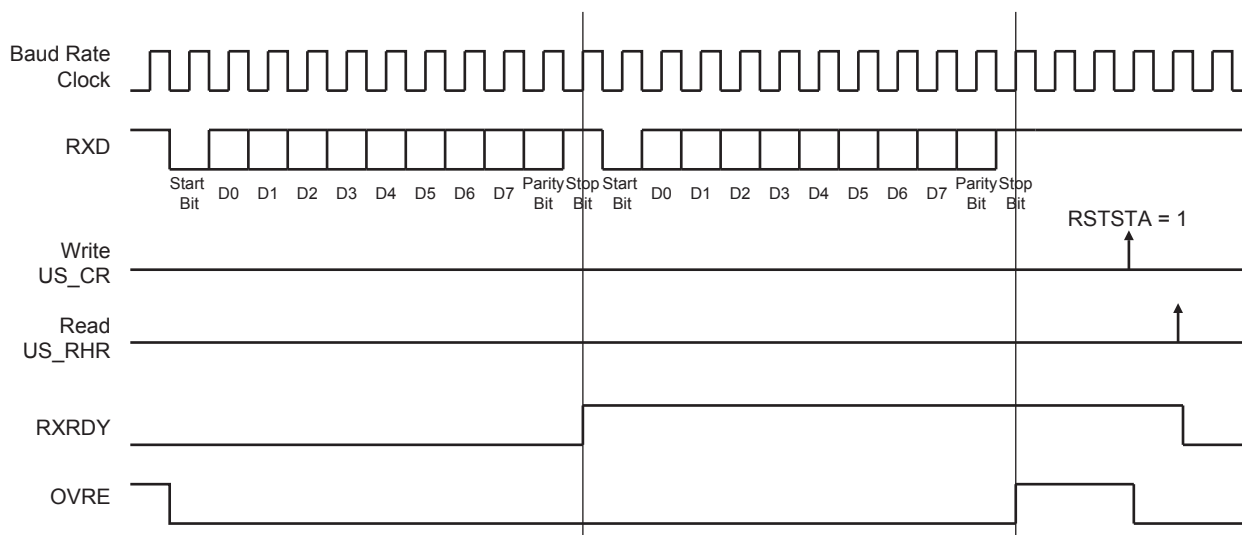 Baud Rate
Clock
RXD
Start
Bit
D0
D1
D2
D3
D4
D5
D6
D7
Parity
Bit
Stop
Bit
Start
Bit
D0
D1
D2
D3
D4
D5
D6
D7
Parity
Bit
Stop
Bit
RSTSTA = 1
Write
US_CR
Read
US_RHR
RXRDY
OVRE